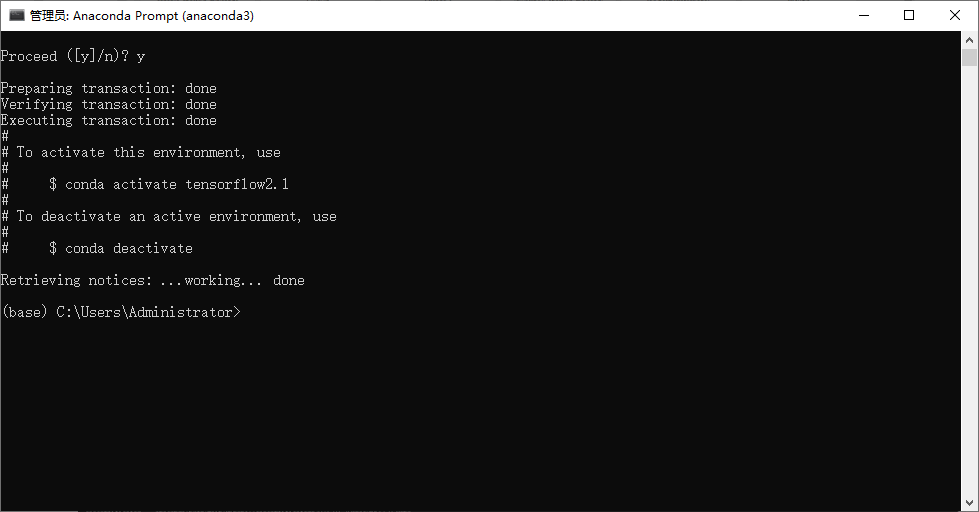 管理员: Anaconda Prompt (anaconda3)
Proceed ([y]/n)? y
Preparing transaction: done
Verifying transaction: done
Executing transaction: done
#
# To activate this environment, use
#
#     $ conda activate tensorflow2.1
#
# To deactivate an active environment, use
#
#     $ conda deactivate
Retrieving notices: ...working... done
(base) C:\Users\Administrator>